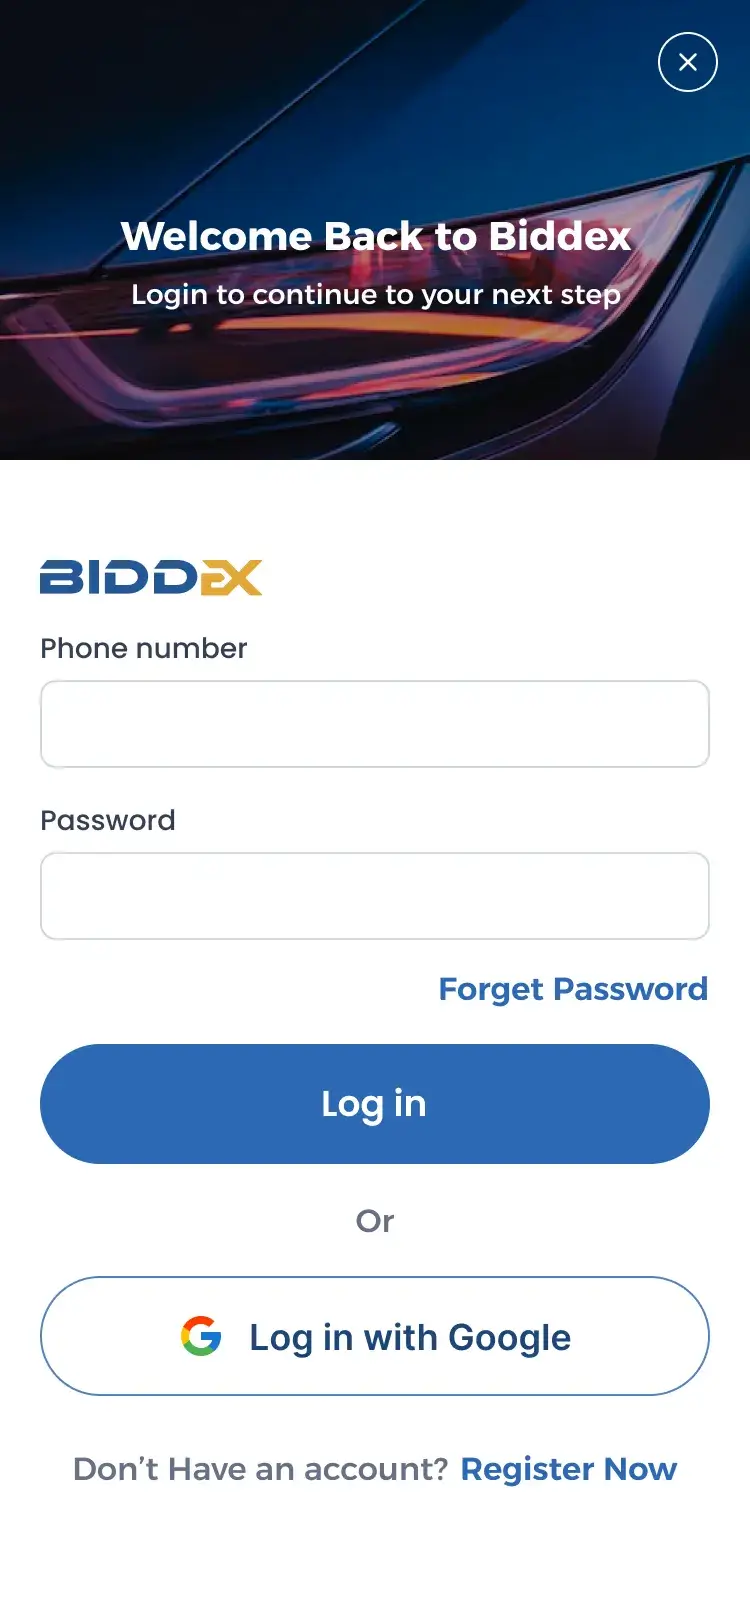 Welcome Back to Biddex
Login to continue to your next step
BIDDEX
Phone number
Password
Forget Password
Log in
Or
Log in with Google
Don’t Have an account? Register Now